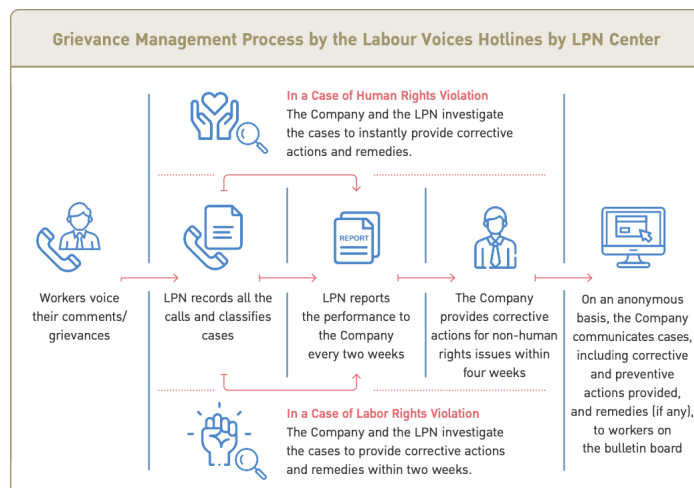 Grievance Management Process by the Labour Voices Hotlines by LPN Center
In a Case of Human Rights Violation
The Company and the LPN investigate
the cases to instantly provide corrective
actions and remedies.
REPORT
Workers voice
their comments/
grievances
LPN records all
the calls and classifies
cases
LPN reports
the performance to
the Company
every two weeks
The Company
provides corrective
actions for non-human
rights issues within
four weeks
On an anonymous
basis, the Company
communicates cases,
including corrective
and preventive
actions provided,
and remedies (if any),
to workers on
the bulletin board
In a Case of Labor Rights Violation
The Company and the LPN investigate
the cases to provide corrective actions
and remedies within two weeks.